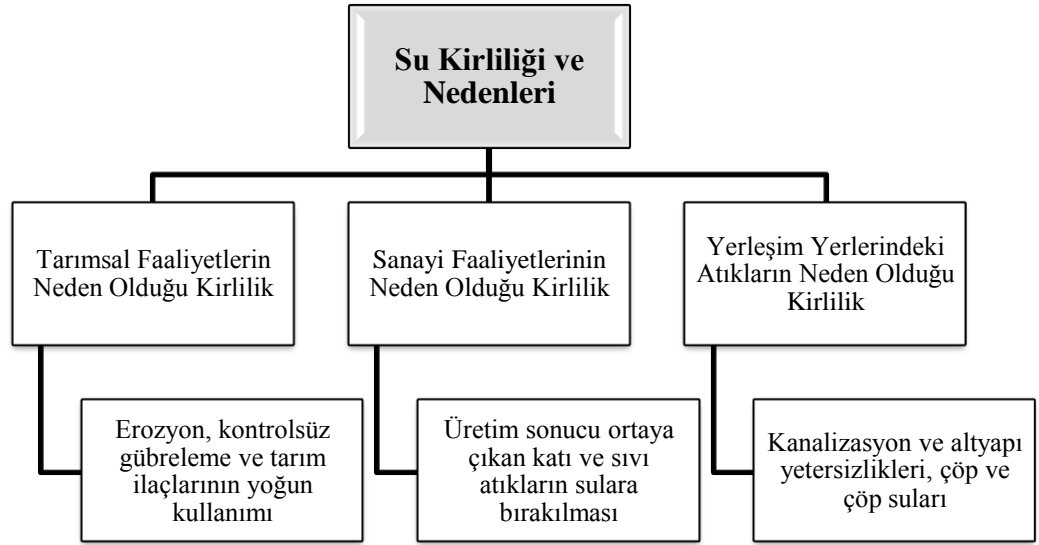 Su Kirliliği ve
Nedenleri
Tarımsal Faaliyetlerin
Neden Olduğu Kirlilik
Sanayi Faaliyetlerinin
Neden Olduğu Kirlilik
Yerleşim Yerlerindeki
Atıkların Neden Olduğu
Kirlilik
Erozyon, kontrolsüz
gübreleme ve tarım
ilaçlarının yoğun
kullanımı
Üretim sonucu ortaya
çıkan katı ve sıvı
atıkların sulara
bırakılması
Kanalizasyon ve altyapı
yetersizlikleri, çöp ve
çöp suları